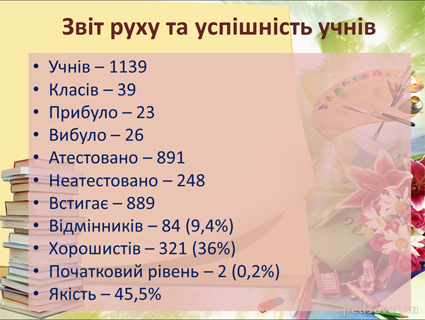 Звіт руху та успішність учнів
• Учнів – 1139
• Класів – 39
• Прибуло – 23
• Вибуло – 26
• Атестовано – 891
• Неатестовано – 248
• Встигає – 889
• Відмінників – 84 (9,4%)
• Хорошистів – 321 (36%)
• Початковий рівень – 2 (0,2%)
• Якість – 45,5%